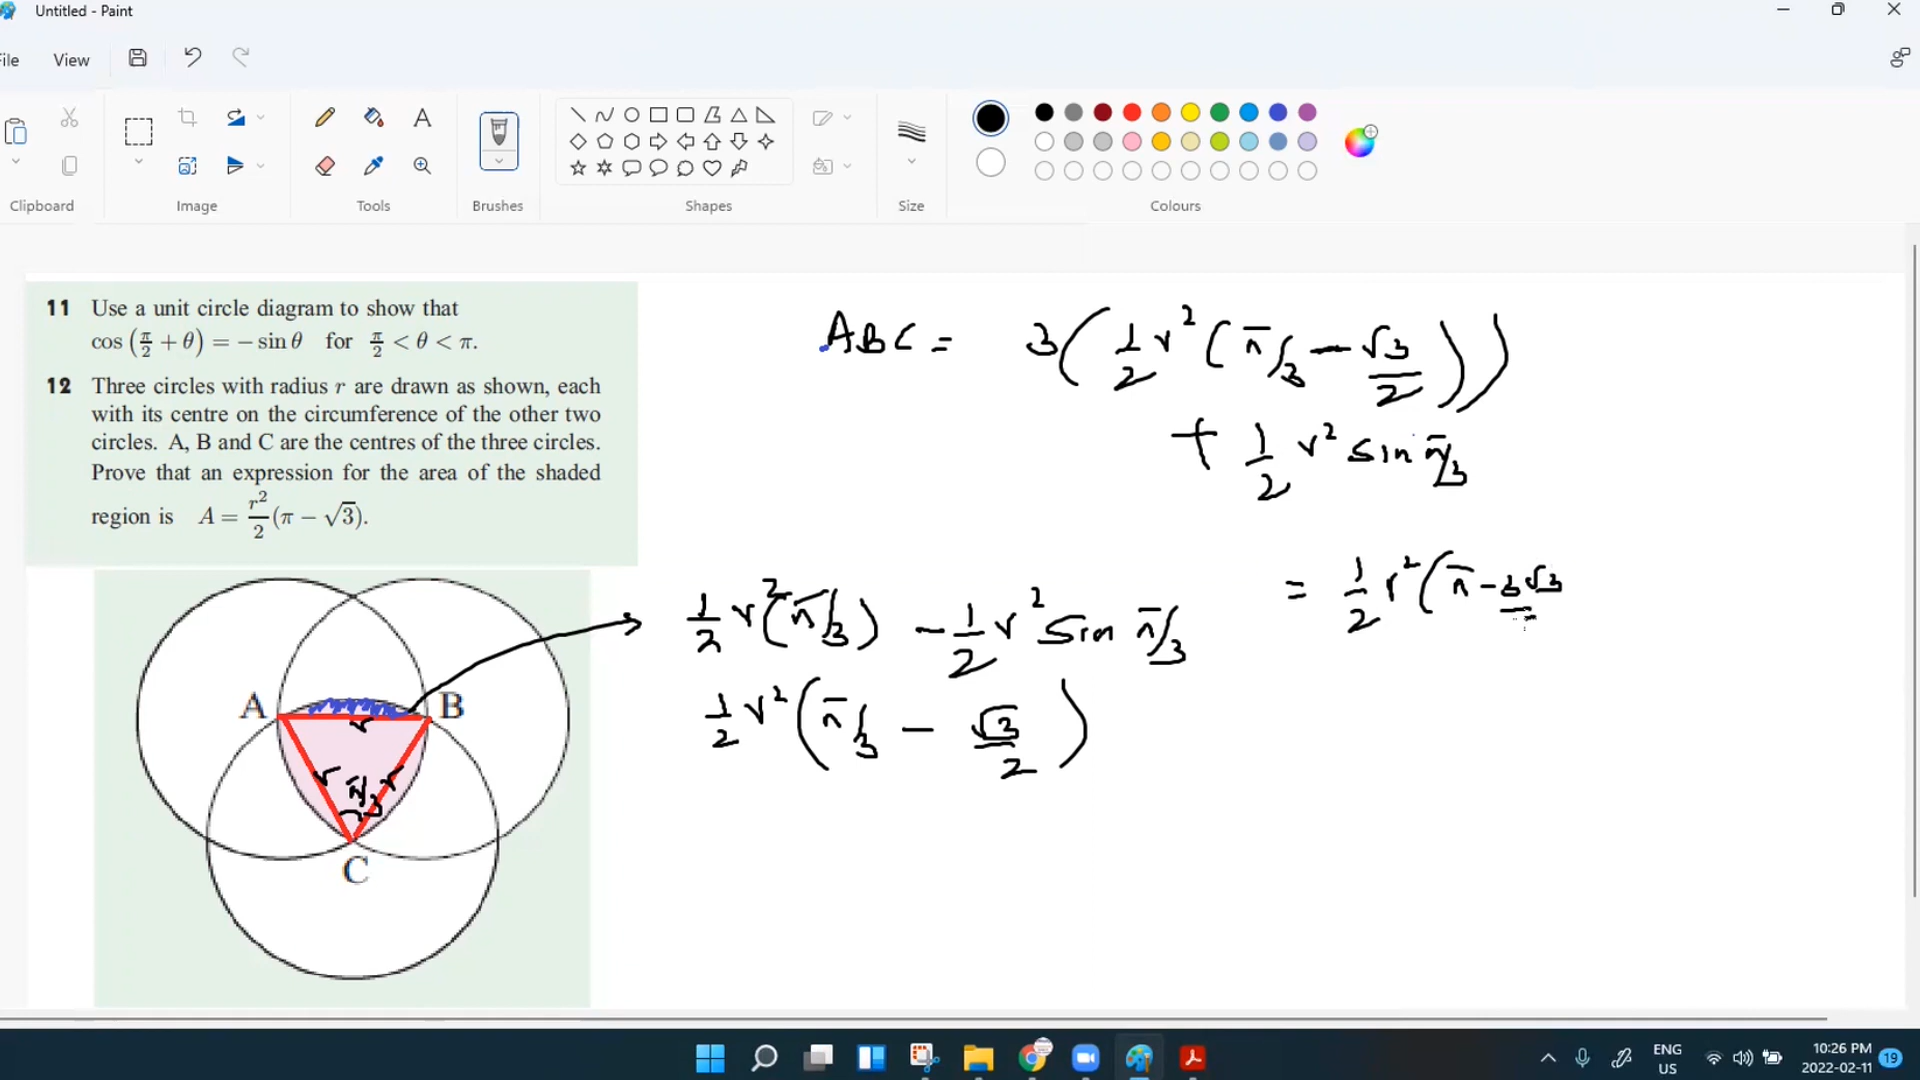 Untitled - Paint
File
View
Clipboard
Image
Tools
Brushes
Shapes
Size
Colours
11 Use a unit circle diagram to show that
cos (π/2 + θ) = − sin θ for π/2 < θ < π.
12 Three circles with radius r are drawn as shown, each
with its centre on the circumference of the other two
circles. A, B and C are the centres of the three circles.
Prove that an expression for the area of the shaded
region is A = r²/2 (π − √3).
A
B
C
r
r
r
π/3
ABC = 3(1/2 r² (π/3 − √3/2))
+ 1/2 r² sin π/3
= 1/2 r² (π − 3√3
1/2 r² (π/3) − 1/2 r² sin π/3
1/2 r² (π/3 − √3/2)
ENG
US
10:26 PM
2022-02-11
19